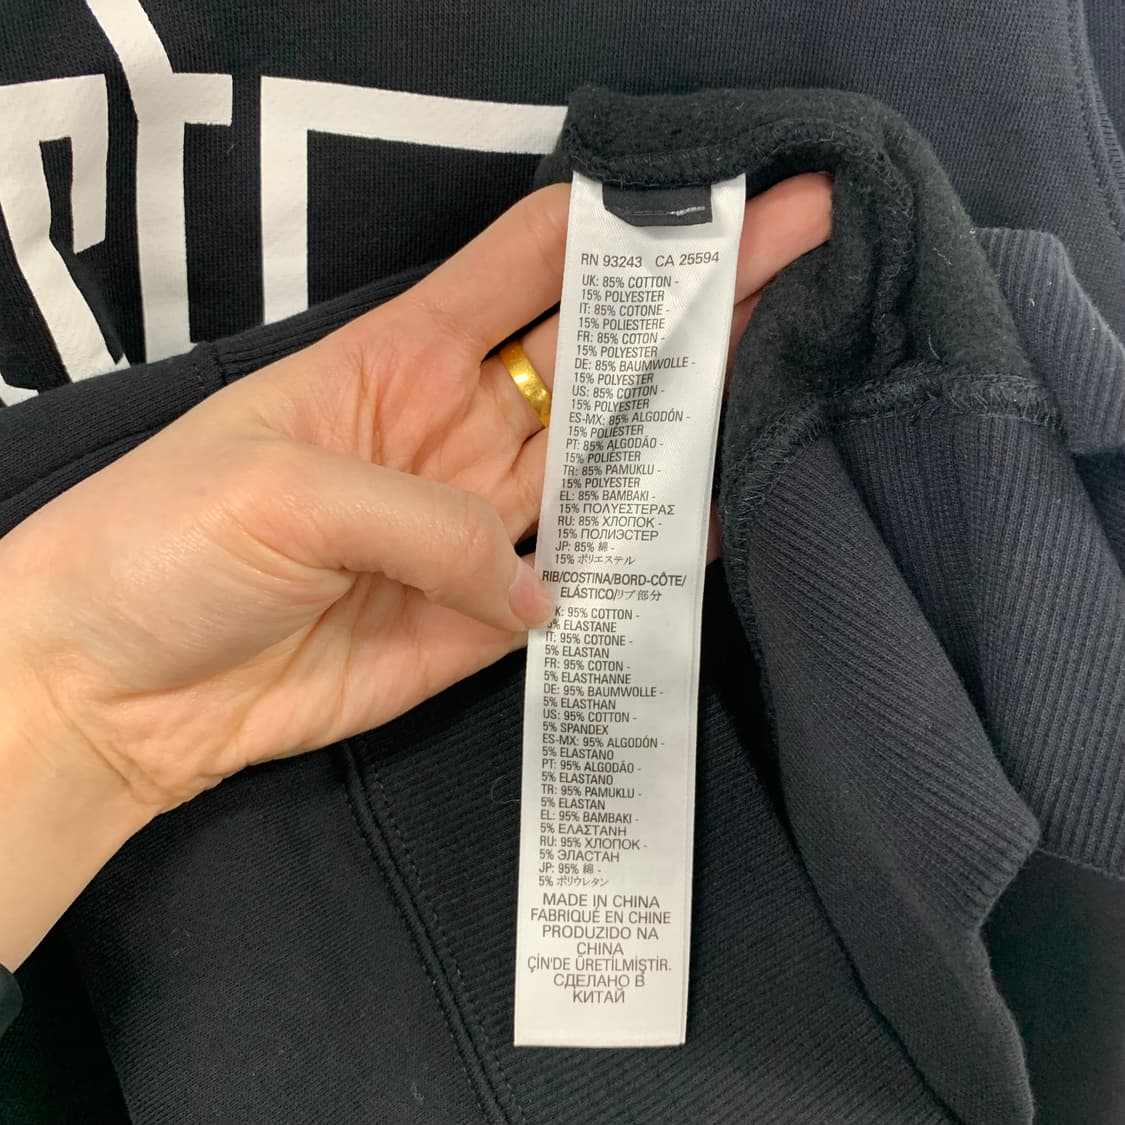 RN 93243 CA 25594
UK: 85% COTTON -
15% POLYESTER
IT: 85% COTONE -
15% POLIESTERE
FR: 85% COTON -
15% POLYESTER
DE: 85% BAUMWOLLE -
15% POLYESTER
US: 85% COTTON -
15% POLYESTER
ES-MX: 85% ALGODÓN -
15% POLIÉSTER
PT: 85% ALGODÃO -
15% POLIÉSTER
TR: 85% PAMUKLU -
15% POLYESTER
EL: 85% BAMBAKI -
15% ΠΟΛΥΕΣΤΕΡΑΣ
RU: 85% ХЛОПОК -
15% ПОЛИЭСТЕР
JP: 85% 綿 -
15% ポリエステル
RIB/COSTINA/BORD-CÔTE/
ELÁSTICO/リブ部分
K: 95% COTTON -
5% ELASTANE
IT: 95% COTONE -
5% ELASTAN
FR: 95% COTON -
5% ELASTHANNE
DE: 95% BAUMWOLLE -
5% ELASTHAN
US: 95% COTTON -
5% SPANDEX
ES-MX: 95% ALGODÓN -
5% ELASTANO
PT: 95% ALGODÃO -
5% ELASTANO
TR: 95% PAMUKLU -
5% ELASTAN
EL: 95% BAMBAKI -
5% ΕΛΑΣΤΑΝΗ
RU: 95% ХЛОПОК -
5% ЭЛАСТАН
JP: 95% 綿 -
5% ポリウレタン
MADE IN CHINA
FABRIQUÉ EN CHINE
PRODUZIDO NA
CHINA
ÇİN'DE ÜRETİLMİŞTİR.
СДЕЛАНО В
КИТАЙ